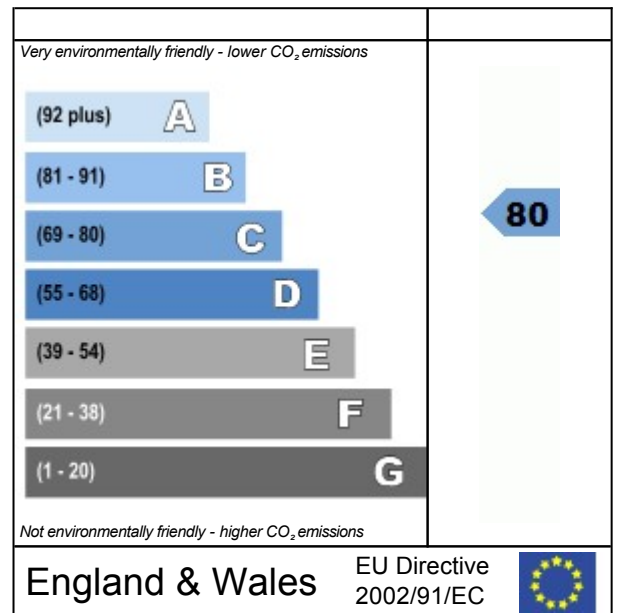 Very environmentally friendly - lower CO₂ emissions
(92 plus) A
(81 - 91) B
(69 - 80) C
80
(55 - 68) D
(39 - 54) E
(21 - 38) F
(1 - 20) G
Not environmentally friendly - higher CO₂ emissions
England & Wales
EU Directive
2002/91/EC